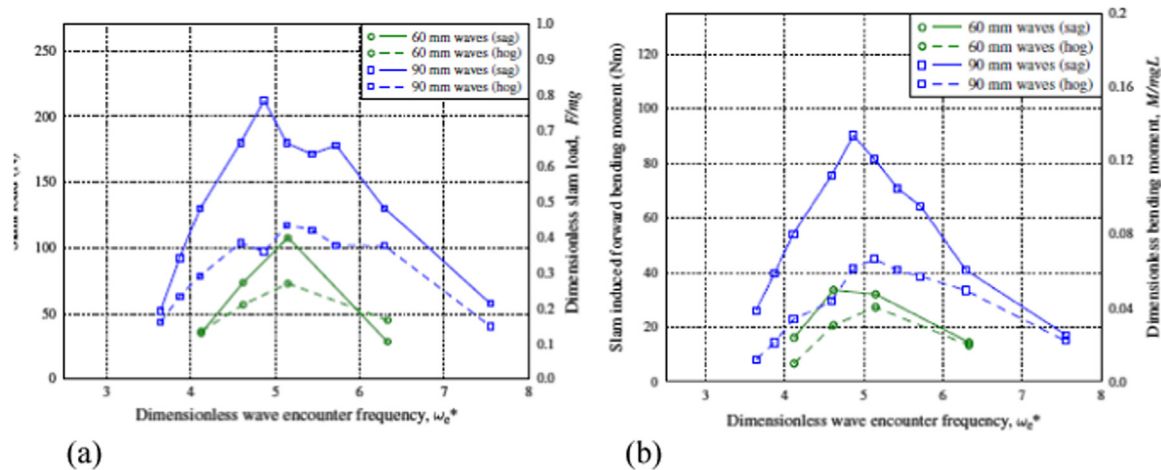 250
200
150
100
50
0
3 4 5 6 7 8
Dimensionless wave encounter frequency, ωe*
1.0
0.9
0.8
0.7
0.6
0.5
0.4
0.3
0.2
0.1
0.0
Dimensionless slam load, F/mg
60 mm waves (sag)
60 mm waves (hog)
90 mm waves (sag)
90 mm waves (hog)
(a)
Slam induced forward bending moment (Nm)
120
100
80
60
40
20
0
3 4 5 6 7 8
Dimensionless wave encounter frequency, ωe*
0.2
0.16
0.12
0.08
0.04
0.0
Dimensionless bending moment, M/mgL
60 mm waves (sag)
60 mm waves (hog)
90 mm waves (sag)
90 mm waves (hog)
(b)